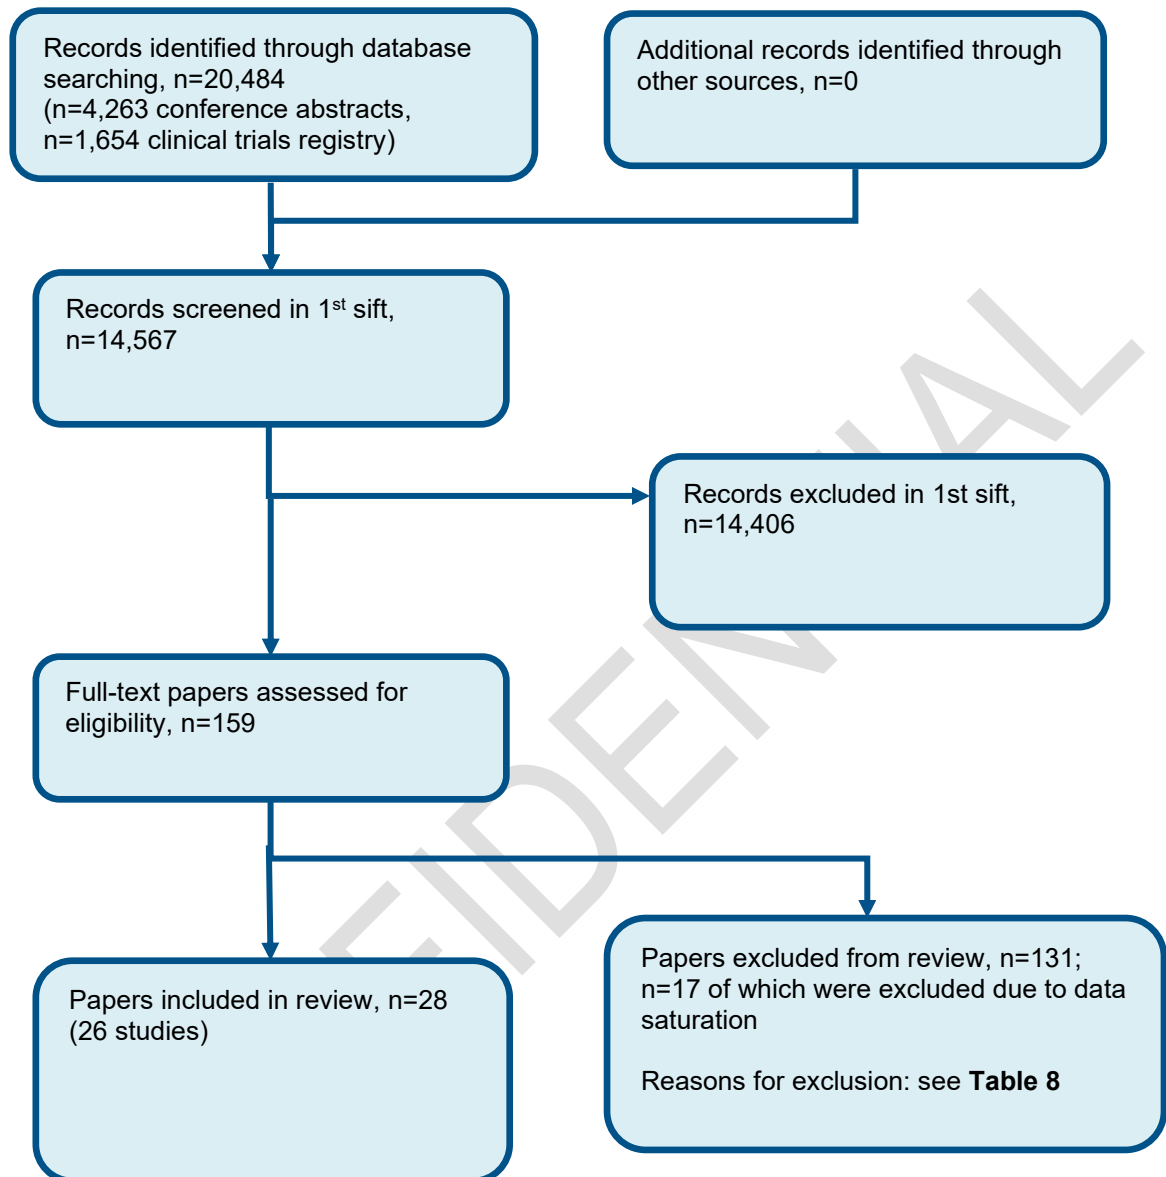 Records identified through database
searching, n=20,484
(n=4,263 conference abstracts,
n=1,654 clinical trials registry)
Additional records identified through
other sources, n=0
Records screened in 1st sift,
n=14,567
Records excluded in 1st sift,
n=14,406
Full-text papers assessed for
eligibility, n=159
Papers included in review, n=28
(26 studies)
Papers excluded from review, n=131;
n=17 of which were excluded due to data
saturation
Reasons for exclusion: see Table 8